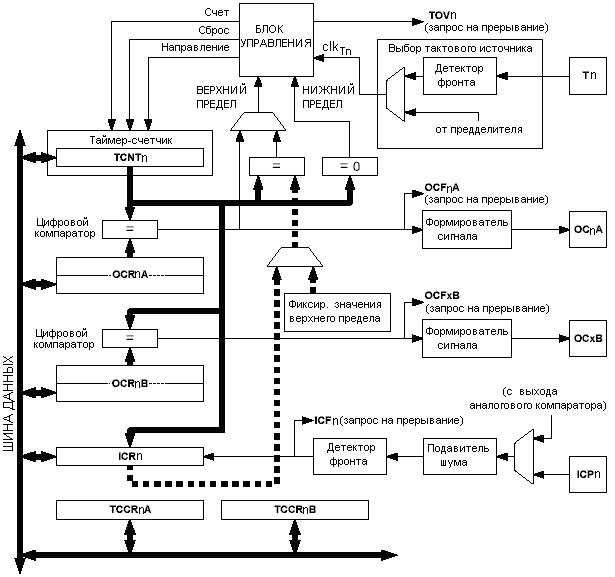 Счет
Сброс
Направление
БЛОК
УПРАВЛЕНИЯ
TOVn
(запрос на прерывание)
clkTn
Выбор тактового источника
Детектор
фронта
Tn
от пределителя
ВЕРХНИЙ
ПРЕДЕЛ
НИЖНИЙ
ПРЕДЕЛ
Таймер-счетчик
TCNTn
=
= 0
OCFnA
(запрос на прерывание)
Цифровой
компаратор
=
Формирователь
сигнала
OCnA
OCRnA
Фиксир. значения
верхнего предела
OCFxB
(запрос на прерывание)
Цифровой
компаратор
=
Формирователь
сигнала
OCxB
OCRnB
ШИНА ДАННЫХ
(с выхода
аналогового компаратора)
ICFn (запрос на прерывание)
ICRn
Детектор
фронта
Подавитель
шума
ICPn
TCCRnA
TCCRnB